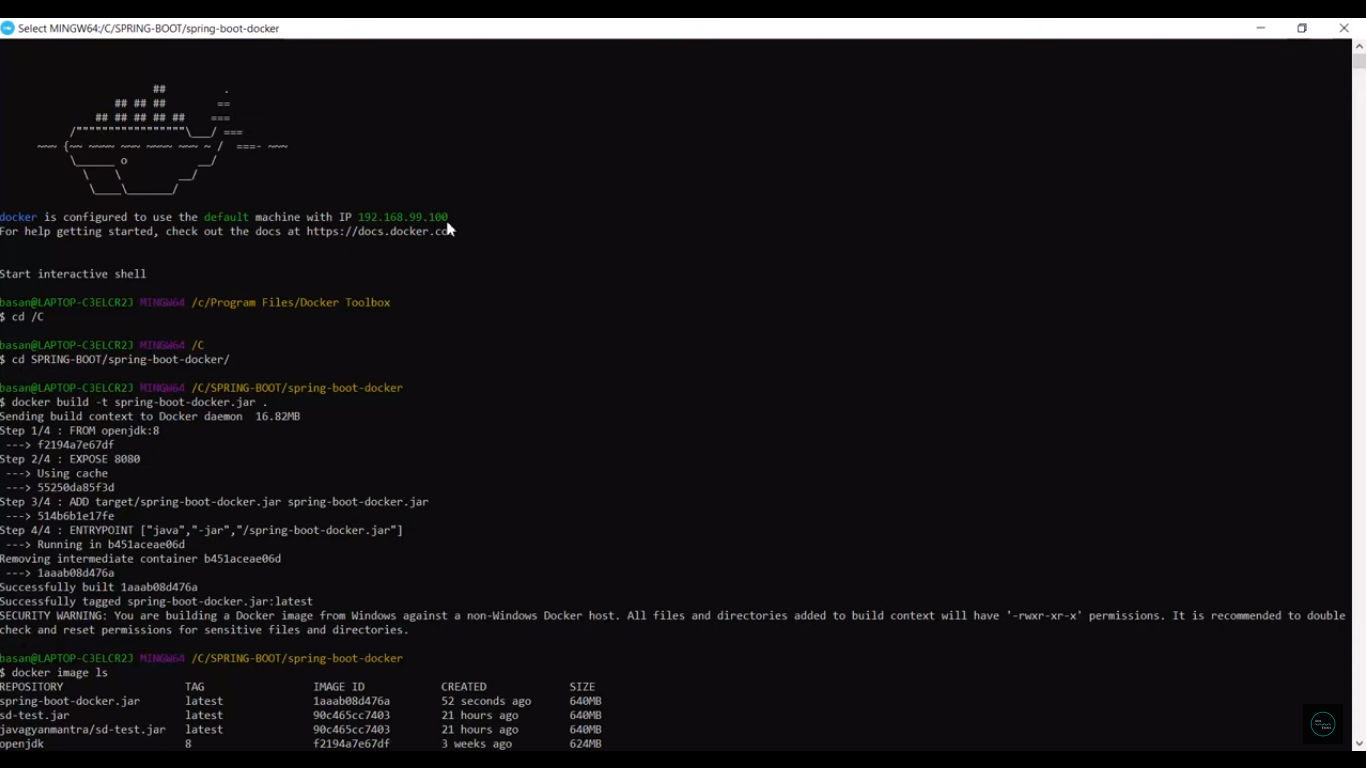 Select MINGW64:/C/SPRING-BOOT/spring-boot-docker
                        ##         .
                  ## ## ##        ==
               ## ## ## ## ##    ===
           /"""""""""""""""""\___/ ===
      ~~~ {~~ ~~~~ ~~~ ~~~~ ~~~ ~ /  ===- ~~~
           \______ o           __/
             \    \         __/
              \____\_______/
docker is configured to use the default machine with IP 192.168.99.100
For help getting started, check out the docs at https://docs.docker.co
Start interactive shell
basan@LAPTOP-C3ELCR2J MINGW64 /c/Program Files/Docker Toolbox
$ cd /C
basan@LAPTOP-C3ELCR2J MINGW64 /C
$ cd SPRING-BOOT/spring-boot-docker/
basan@LAPTOP-C3ELCR2J MINGW64 /C/SPRING-BOOT/spring-boot-docker
$ docker build -t spring-boot-docker.jar .
Sending build context to Docker daemon  16.82MB
Step 1/4 : FROM openjdk:8
 ---> f2194a7e67df
Step 2/4 : EXPOSE 8080
 ---> Using cache
 ---> 55250da85f3d
Step 3/4 : ADD target/spring-boot-docker.jar spring-boot-docker.jar
 ---> 514b6b1e17fe
Step 4/4 : ENTRYPOINT ["java","-jar","/spring-boot-docker.jar"]
 ---> Running in b451aceae06d
Removing intermediate container b451aceae06d
 ---> 1aaab08d476a
Successfully built 1aaab08d476a
Successfully tagged spring-boot-docker.jar:latest
SECURITY WARNING: You are building a Docker image from Windows against a non-Windows Docker host. All files and directories added to build context will have '-rwxr-xr-x' permissions. It is recommended to double
check and reset permissions for sensitive files and directories.
basan@LAPTOP-C3ELCR2J MINGW64 /C/SPRING-BOOT/spring-boot-docker
$ docker image ls
REPOSITORY TAG IMAGE ID CREATED SIZE
spring-boot-docker.jar latest 1aaab08d476a 52 seconds ago 640MB
sd-test.jar latest 90c465cc7403 21 hours ago 640MB
javagyanmantra/sd-test.jar latest 90c465cc7403 21 hours ago 640MB
openjdk 8 f2194a7e67df 3 weeks ago 624MB